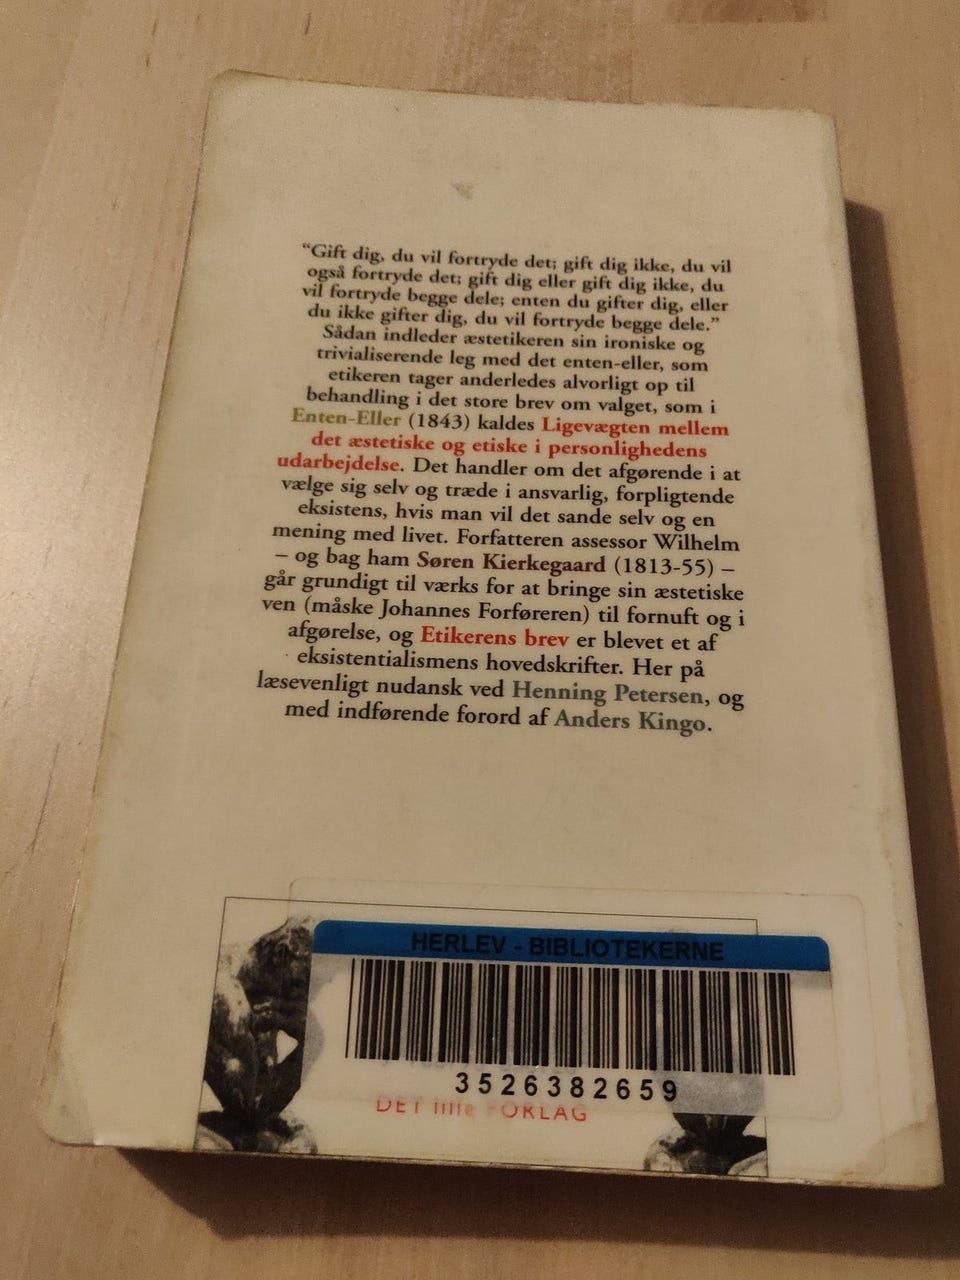 “Gift dig, du vil fortryde det; gift dig ikke, du vil
også fortryde det; gift dig eller gift dig ikke, du
vil fortryde begge dele; enten du gifter dig, eller
du ikke gifter dig, du vil fortryde begge dele.”
Sådan indleder æstetikeren sin ironiske og
trivialiserende leg med det enten-eller, som
etikeren tager anderledes alvorligt op til
behandling i det store brev om valget, som i
Enten-Eller (1843) kaldes Ligevægten mellem
det æstetiske og etiske i personlighedens
udarbejdelse. Det handler om det afgørende i at
vælge sig selv og træde i ansvarlig, forpligtende
eksistens, hvis man vil det sande selv og en
mening med livet. Forfatteren assessor Wilhelm
– og bag ham Søren Kierkegaard (1813-55) –
går grundigt til værks for at bringe sin æstetiske
ven (måske Johannes Forføreren) til fornuft og i
afgørelse, og Etikerens brev er blevet et af
eksistentialismens hovedskrifter. Her på
læsevenligt nudansk ved Henning Petersen, og
med indførende forord af Anders Kingo.
HERLEV - BIBLIOTEKERNE
3526382659
DET lille FORLAG